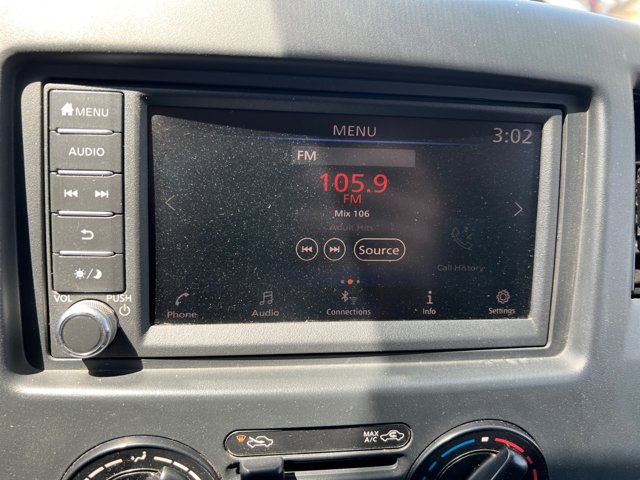 MENU
AUDIO
VOL
PUSH
MENU
3:02
FM
105.9
FM
Mix 106
Adult Hits
Source
Call History
Phone
Audio
Connections
Info
Settings
MAX
A/C